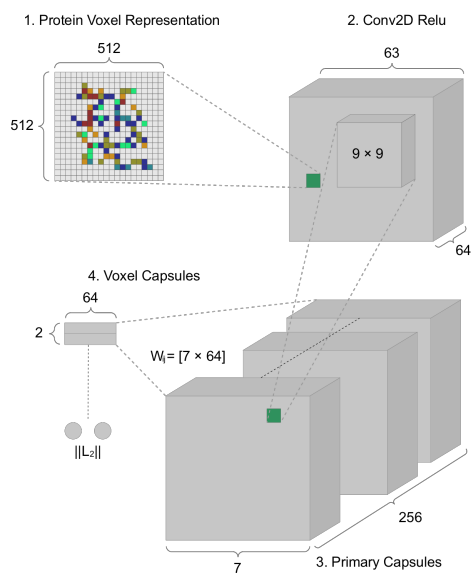 1. Protein Voxel Representation
2. Conv2D Relu
512
63
512
9 × 9
64
4. Voxel Capsules
64
2
Wᵢ = [7 × 64]
||L₂||
256
7
3. Primary Capsules